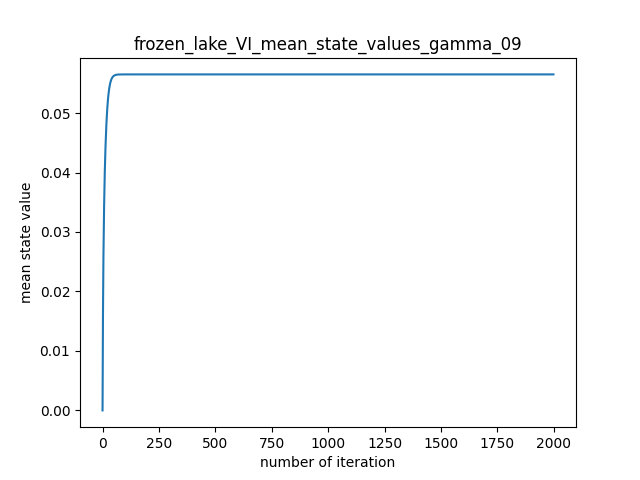 frozen_lake_VI_mean_state_values_gamma_09
mean state value
0.05
0.04
0.03
0.02
0.01
0.00
0 250 500 750 1000 1250 1500 1750 2000
number of iteration